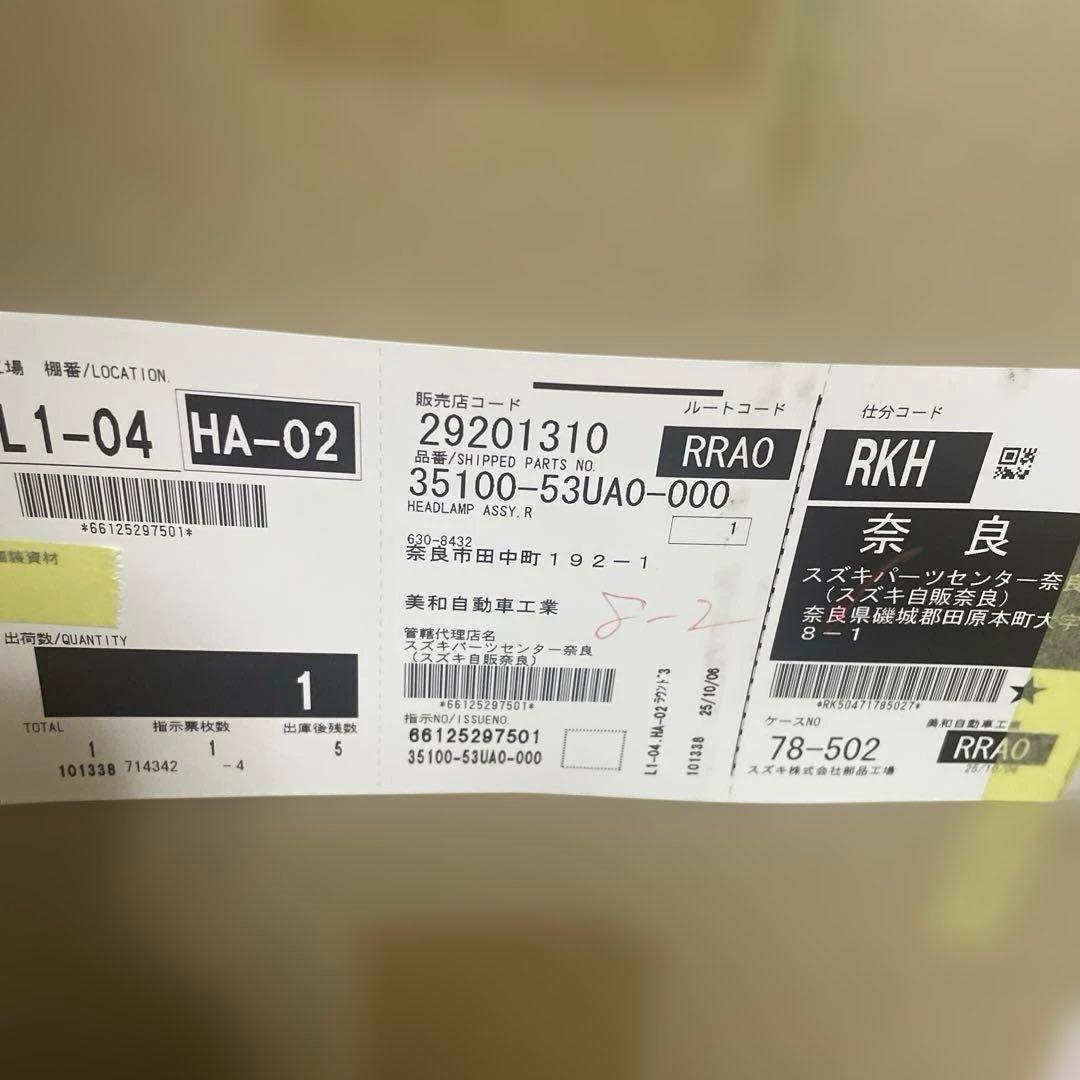 場 棚番/LOCATION.
L1-04 HA-02
*66125297501*
出荷数/QUANTITY
1
TOTAL 指示票枚数 出庫後残数
1 1 5
101338 714342 -4
販売店コード ルートコード
29201310 RRA0
品番/SHIPPED PARTS NO.
35100-53UA0-000
HEADLAMP ASSY,R
1
630-8432
奈良市田中町192-1
美和自動車工業
8-2
管轄代理店名
スズキパーツセンター奈良
(スズキ自販奈良)
*66125297501*
指示NO/ISSUENO.
66125297501
35100-53UA0-000
L1-04.HA-02 ﾗｳﾝﾄﾞ3
101338 25/10/06
仕分コード
RKH
奈 良
スズキパーツセンター奈良
(スズキ自販奈良)
奈良県磯城郡田原本町大字
8-1
*RK50471785027*
★
ケースNO 美和自動車工業
78-502 RRA0
スズキ株式会社部品工場 25/10/06